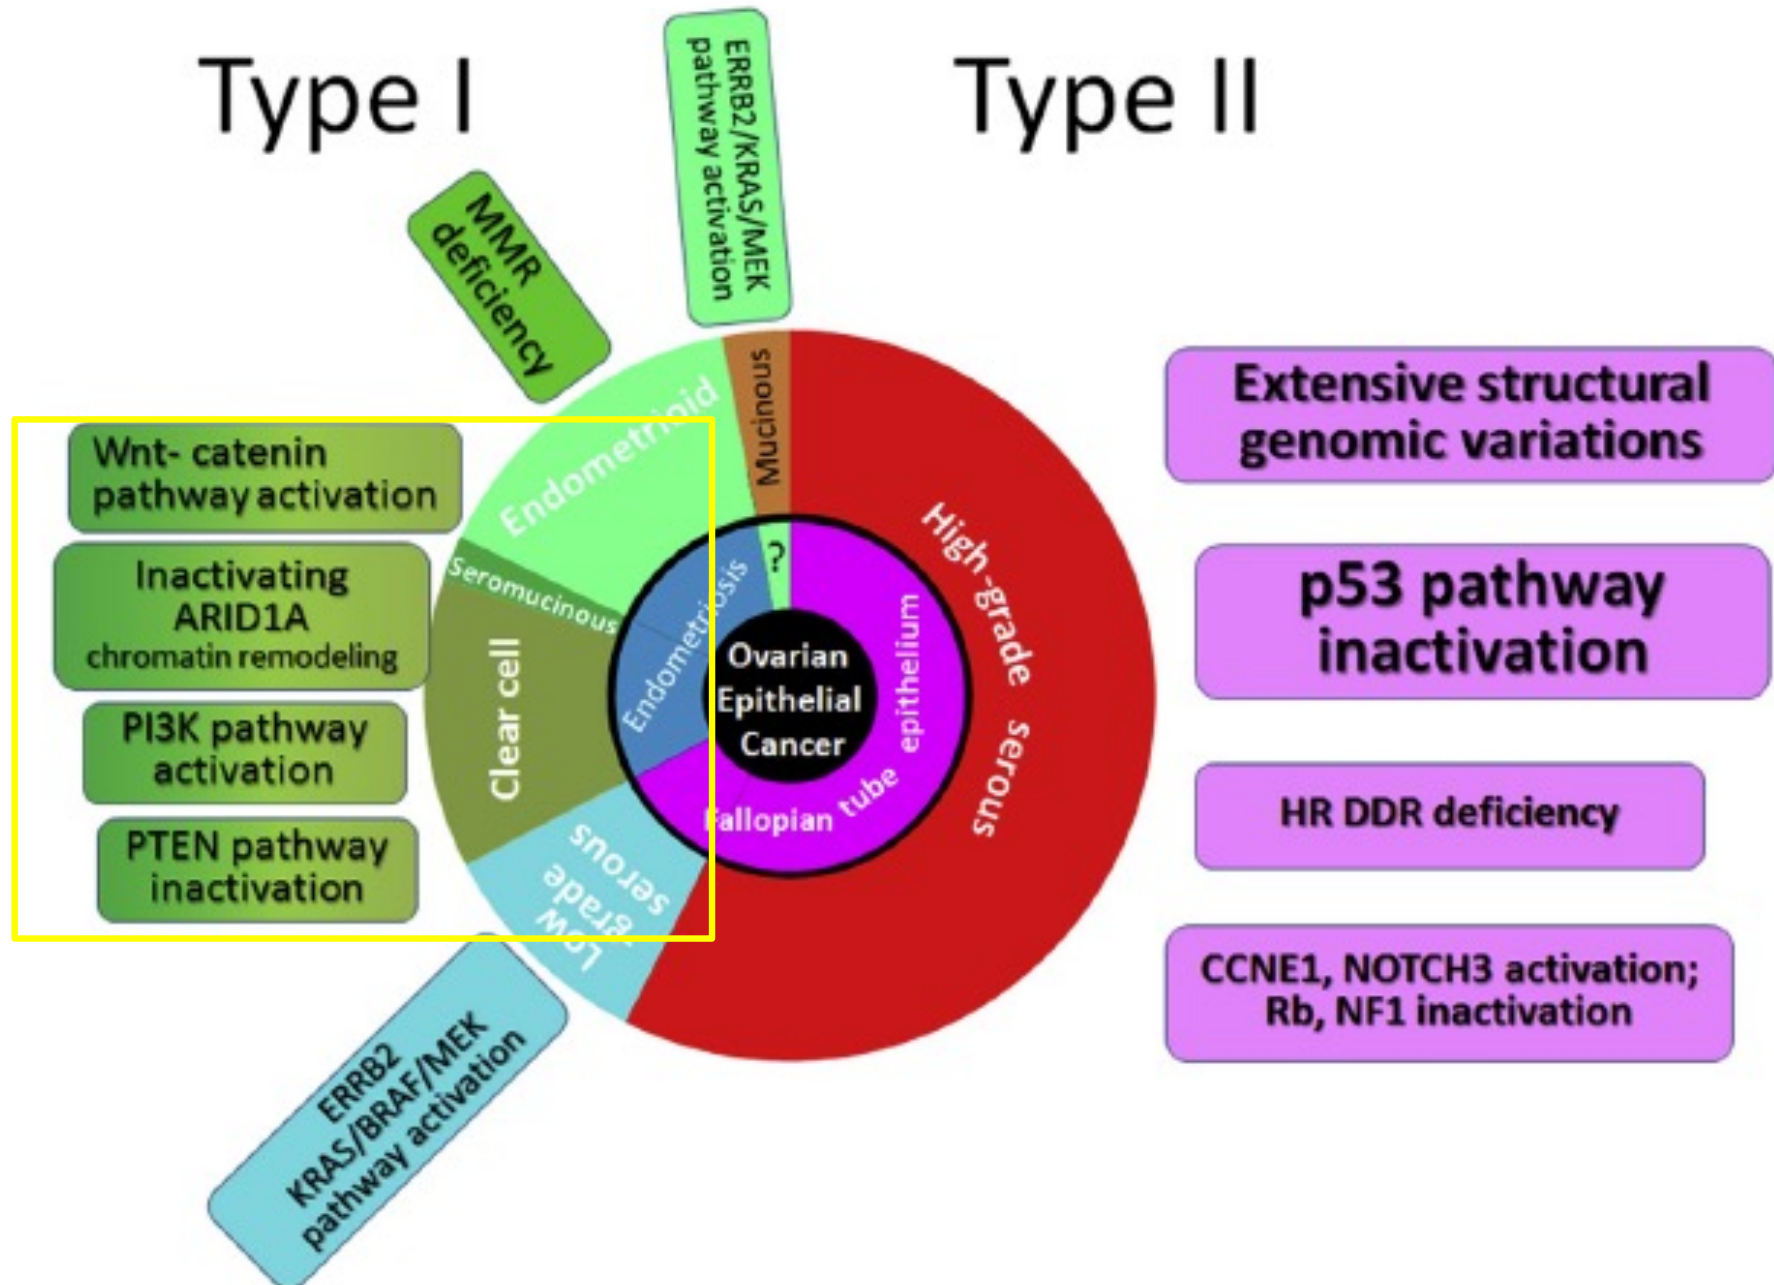 Type I
Type II
ERRB2/KRAS/MEK
pathway activation
MMR
deficiency
Wnt- catenin
pathway activation
Inactivating
ARID1A
chromatin remodeling
PI3K pathway
activation
PTEN pathway
inactivation
ERRB2
KRAS/BRAF/MEK
pathway activation
Mucinous
Endometrioid
Seromucinous
Clear cell
Low
grade
serous
High-grade serous
?
Endometriosis
Fallopian tube epithelium
Ovarian
Epithelial
Cancer
Extensive structural
genomic variations
p53 pathway
inactivation
HR DDR deficiency
CCNE1, NOTCH3 activation;
Rb, NF1 inactivation